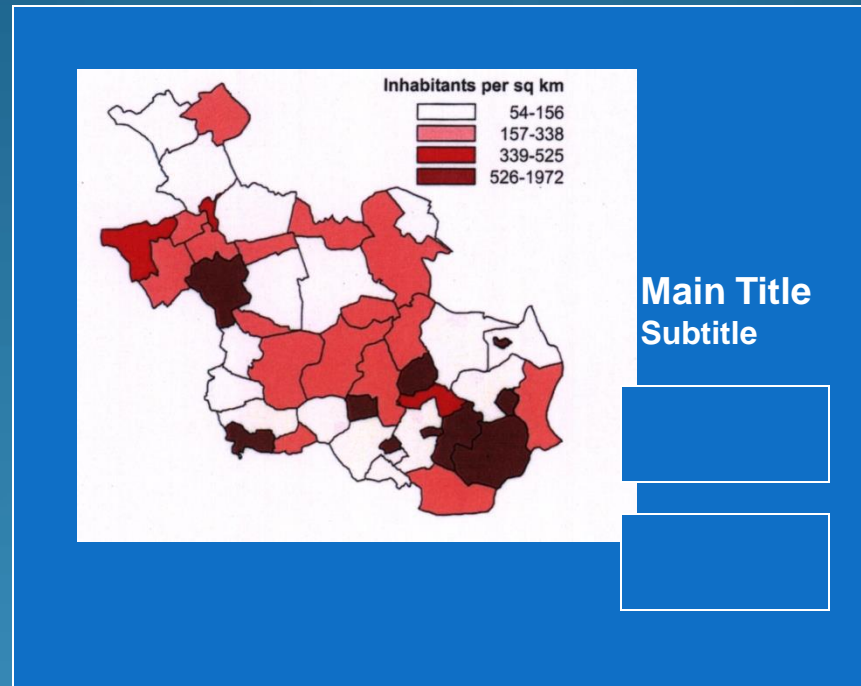 Inhabitants per sq km
54-156
157-338
339-525
526-1972
Main Title
Subtitle